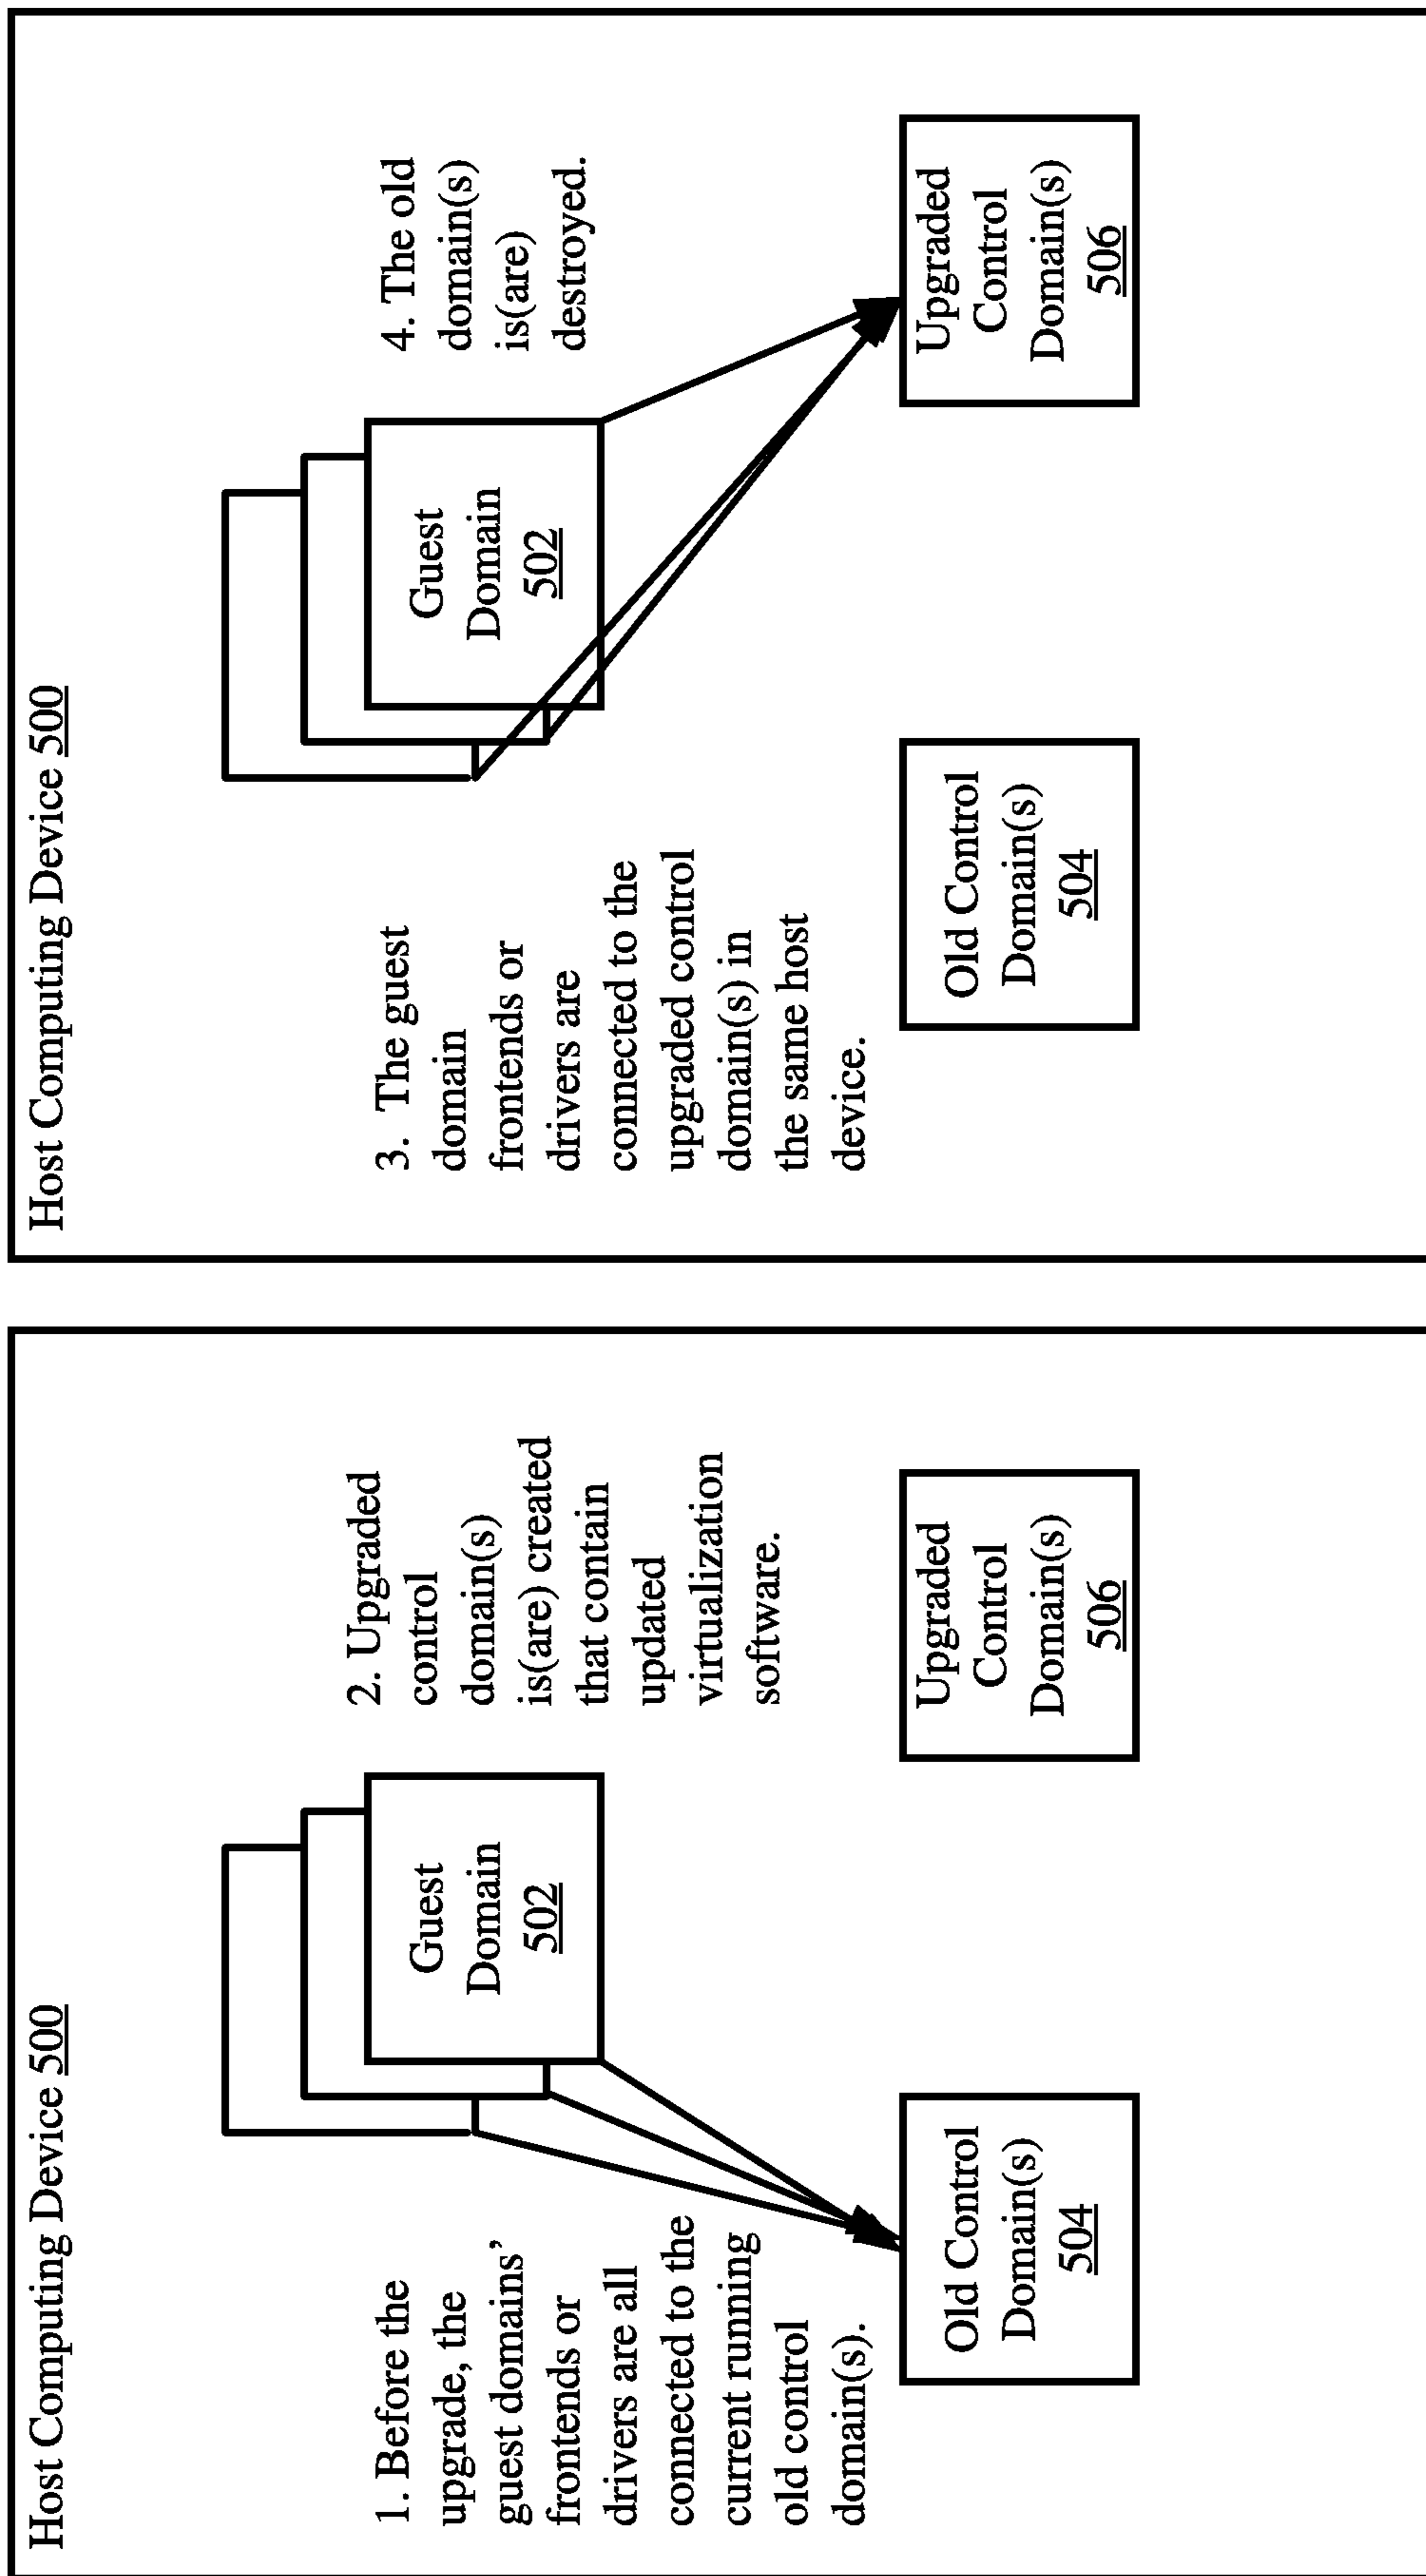 Host Computing Device 500
1. Before the
upgrade, the
guest domains’
frontends or
drivers are all
connected to the
current running
old control
domain(s).
Guest
Domain
502
2. Upgraded
control
domain(s)
is(are) created
that contain
updated
virtualization
software.
Old Control
Domain(s)
504
Upgraded
Control
Domain(s)
506
Host Computing Device 500
3. The guest
domain
frontends or
drivers are
connected to the
upgraded control
domain(s) in
the same host
device.
Guest
Domain
502
4. The old
domain(s)
is(are)
destroyed.
Old Control
Domain(s)
504
Upgraded
Control
Domain(s)
506